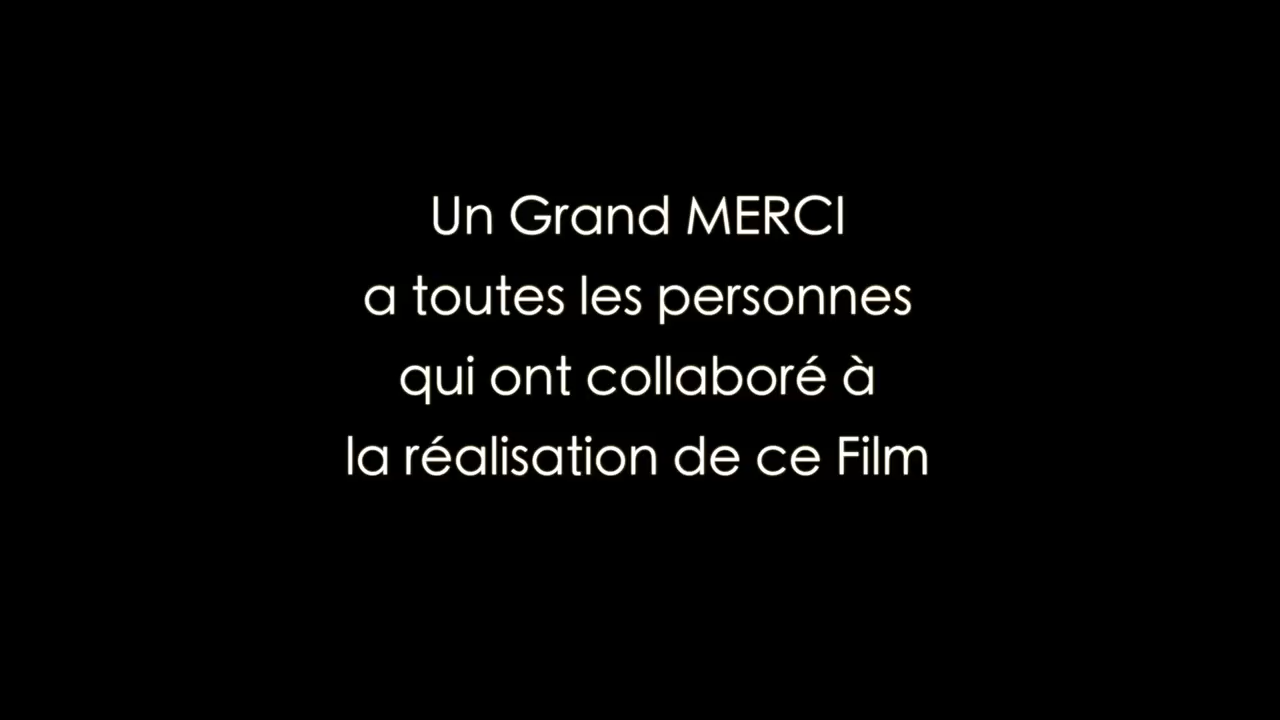 Un Grand MERCI
a toutes les personnes
qui ont collaboré à
la réalisation de ce Film